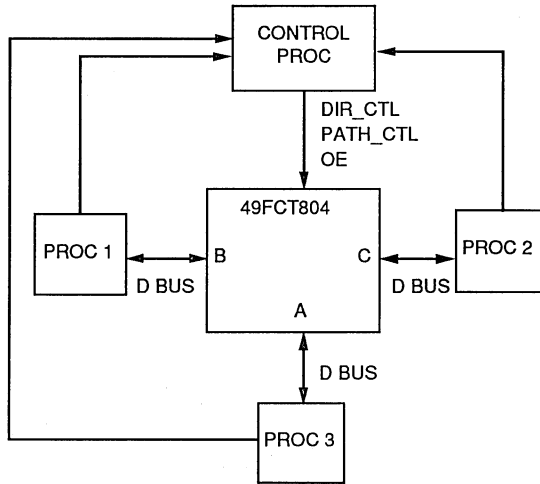 CONTROL
PROC
DIR_CTL
PATH_CTL
OE
49FCT804
PROC 1
B
C
PROC 2
D BUS
D BUS
A
D BUS
PROC 3